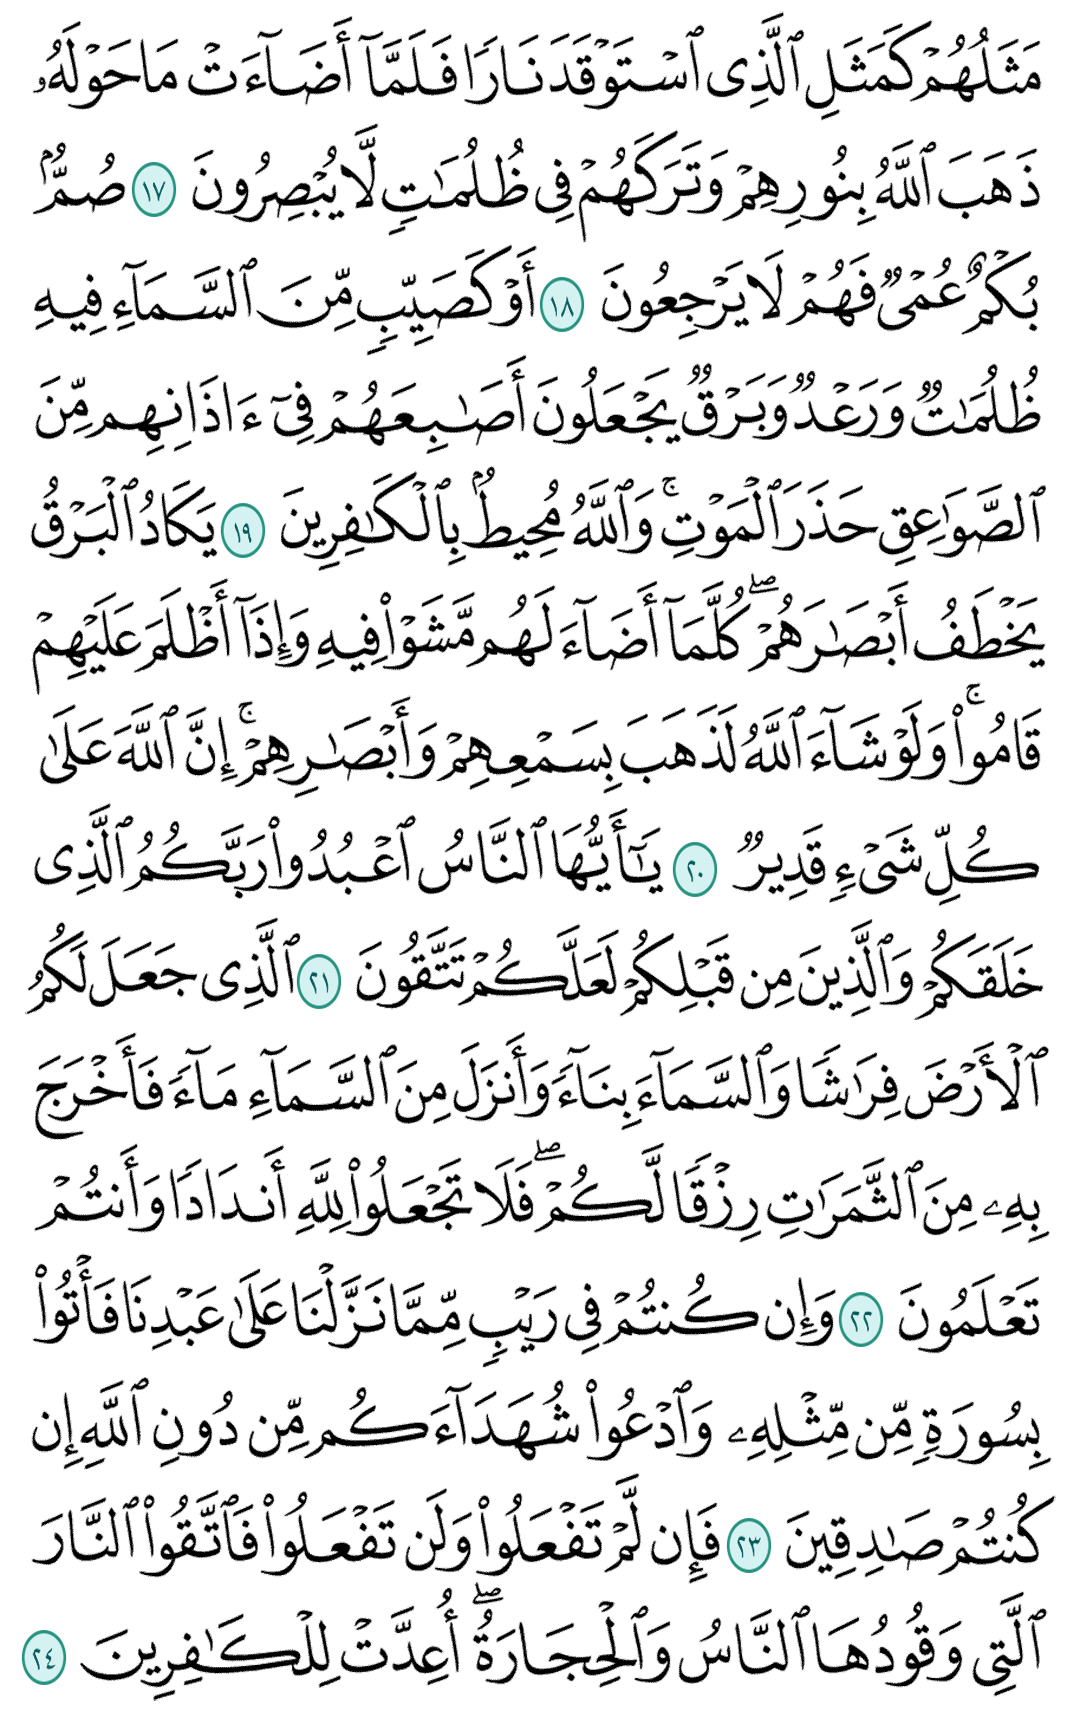 مَثَلُهُمْ كَمَثَلِ ٱلَّذِى ٱسْتَوْقَدَ نَارًا فَلَمَّآ أَضَآءَتْ مَا حَوْلَهُۥ
ذَهَبَ ٱللَّهُ بِنُورِهِمْ وَتَرَكَهُمْ فِى ظُلُمَٰتٍ لَّا يُبْصِرُونَ ١٧ صُمٌّۢ
بُكْمٌ عُمْىٌ فَهُمْ لَا يَرْجِعُونَ ١٨ أَوْ كَصَيِّبٍ مِّنَ ٱلسَّمَآءِ فِيهِ
ظُلُمَٰتٌ وَرَعْدٌ وَبَرْقٌ يَجْعَلُونَ أَصَٰبِعَهُمْ فِىٓ ءَاذَانِهِم مِّنَ
ٱلصَّوَٰعِقِ حَذَرَ ٱلْمَوْتِ ۚ وَٱللَّهُ مُحِيطٌۢ بِٱلْكَٰفِرِينَ ١٩ يَكَادُ ٱلْبَرْقُ
يَخْطَفُ أَبْصَٰرَهُمْ ۖ كُلَّمَآ أَضَآءَ لَهُم مَّشَوْا۟ فِيهِ وَإِذَآ أَظْلَمَ عَلَيْهِمْ
قَامُوا۟ ۚ وَلَوْ شَآءَ ٱللَّهُ لَذَهَبَ بِسَمْعِهِمْ وَأَبْصَٰرِهِمْ ۚ إِنَّ ٱللَّهَ عَلَىٰ
كُلِّ شَىْءٍ قَدِيرٌ ٢٠ يَٰٓأَيُّهَا ٱلنَّاسُ ٱعْبُدُوا۟ رَبَّكُمُ ٱلَّذِى
خَلَقَكُمْ وَٱلَّذِينَ مِن قَبْلِكُمْ لَعَلَّكُمْ تَتَّقُونَ ٢١ ٱلَّذِى جَعَلَ لَكُمُ
ٱلْأَرْضَ فِرَٰشًا وَٱلسَّمَآءَ بِنَآءً وَأَنزَلَ مِنَ ٱلسَّمَآءِ مَآءً فَأَخْرَجَ
بِهِۦ مِنَ ٱلثَّمَرَٰتِ رِزْقًا لَّكُمْ ۖ فَلَا تَجْعَلُوا۟ لِلَّهِ أَندَادًا وَأَنتُمْ
تَعْلَمُونَ ٢٢ وَإِن كُنتُمْ فِى رَيْبٍ مِّمَّا نَزَّلْنَا عَلَىٰ عَبْدِنَا فَأْتُوا۟
بِسُورَةٍ مِّن مِّثْلِهِۦ وَٱدْعُوا۟ شُهَدَآءَكُم مِّن دُونِ ٱللَّهِ إِن
كُنتُمْ صَٰدِقِينَ ٢٣ فَإِن لَّمْ تَفْعَلُوا۟ وَلَن تَفْعَلُوا۟ فَٱتَّقُوا۟ ٱلنَّارَ
ٱلَّتِى وَقُودُهَا ٱلنَّاسُ وَٱلْحِجَارَةُ ۖ أُعِدَّتْ لِلْكَٰفِرِينَ ٢٤